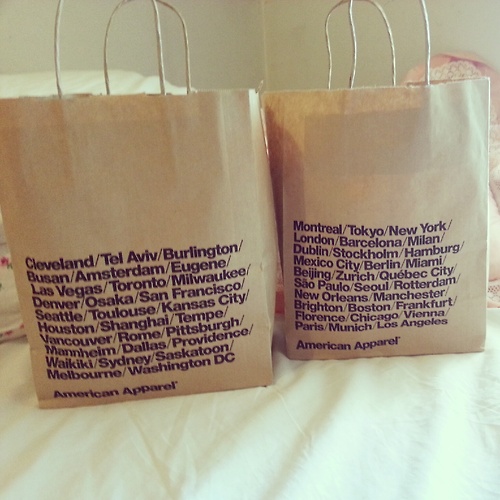 Cleveland/Tel Aviv/Burlington/
Busan/Amsterdam/Eugene/
Las Vegas/Toronto/Milwaukee/
Denver/Osaka/San Francisco/
Seattle/Toulouse/Kansas City/
Houston/Shanghai/Tempe/
Vancouver/Rome/Pittsburgh/
Mannheim/Dallas/Providence/
Waikiki/Sydney/Saskatoon/
Melbourne/Washington DC
American Apparel
Montreal/Tokyo/New York/
London/Barcelona/Milan/
Dublin/Stockholm/Hamburg/
Mexico City/Berlin/Miami/
Beijing/Zurich/Québec City/
São Paulo/Seoul/Rotterdam/
New Orleans/Manchester/
Brighton/Boston/Frankfurt/
Florence/Chicago/Vienna/
Paris/Munich/Los Angeles
American Apparel